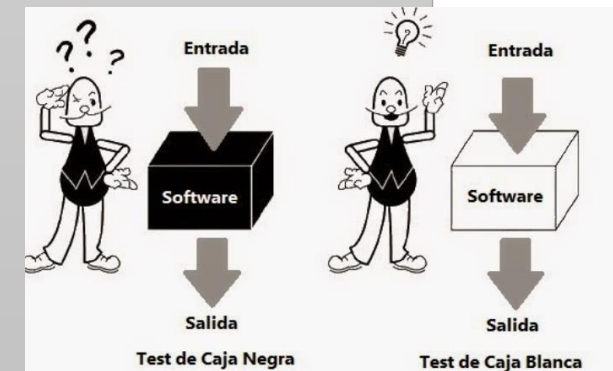 ???
Entrada
Software
Salida
Test de Caja Negra
Entrada
Software
Salida
Test de Caja Blanca